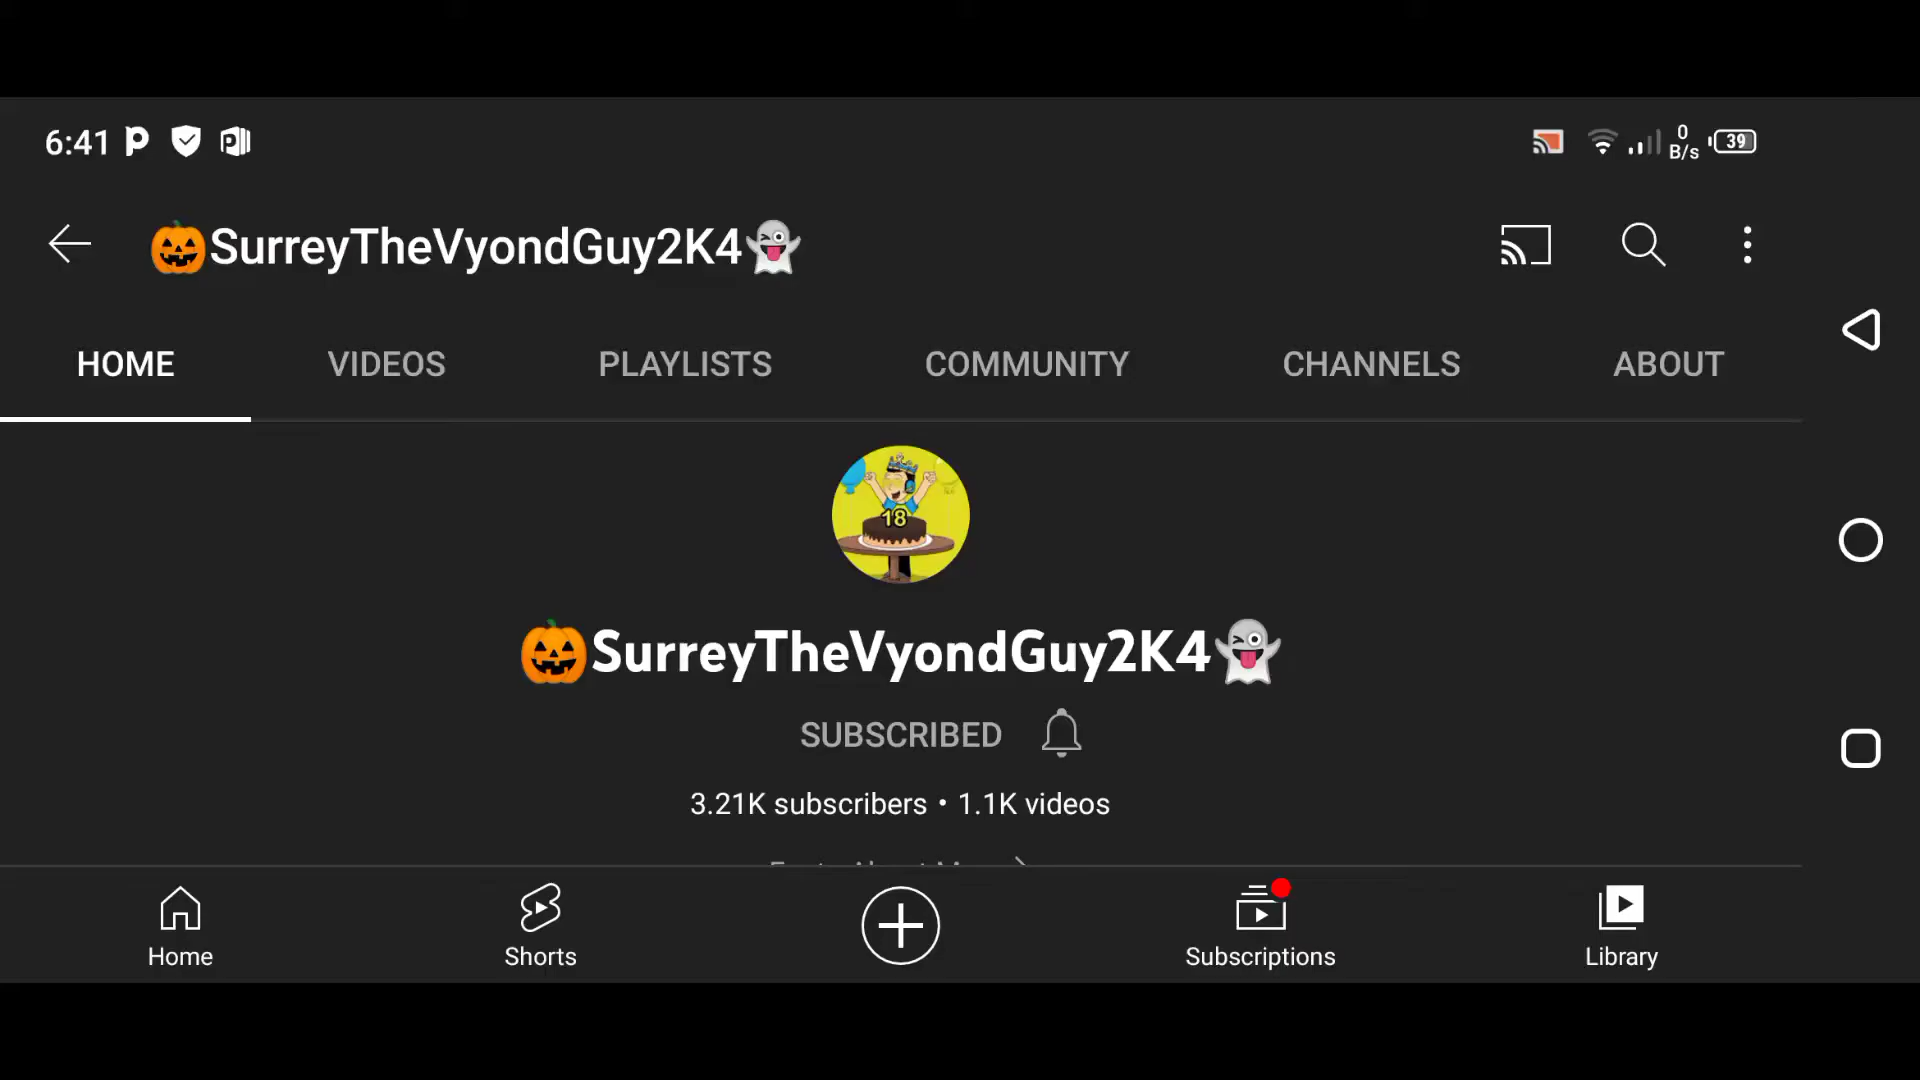 6:41
0
B/s
39
🎃SurreyTheVyondGuy2K4👻
HOME VIDEOS PLAYLISTS COMMUNITY CHANNELS ABOUT
18
🎃SurreyTheVyondGuy2K4👻
SUBSCRIBED
3.21K subscribers • 1.1K videos
Home Shorts Subscriptions Library